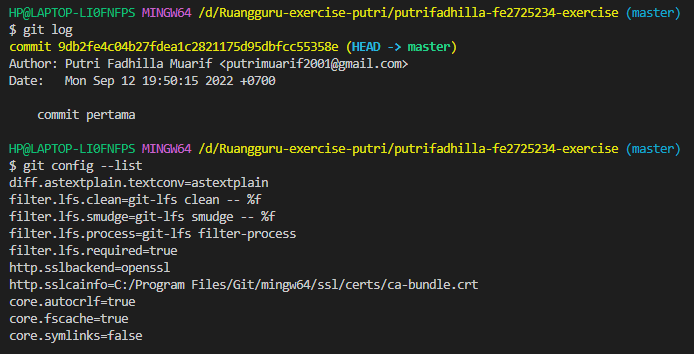 HP@LAPTOP-LI0FNFPS MINGW64 /d/Ruangguru-exercise-putri/putrifadhilla-fe2725234-exercise (master)
$ git log
commit 9db2fe4c04b27fdea1c2821175d95dbfcc55358e (HEAD -> master)
Author: Putri Fadhilla Muarif <putrimuarif2001@gmail.com>
Date:   Mon Sep 12 19:50:15 2022 +0700
    commit pertama
HP@LAPTOP-LI0FNFPS MINGW64 /d/Ruangguru-exercise-putri/putrifadhilla-fe2725234-exercise (master)
$ git config --list
diff.astextplain.textconv=astextplain
filter.lfs.clean=git-lfs clean -- %f
filter.lfs.smudge=git-lfs smudge -- %f
filter.lfs.process=git-lfs filter-process
filter.lfs.required=true
http.sslbackend=openssl
http.sslcainfo=C:/Program Files/Git/mingw64/ssl/certs/ca-bundle.crt
core.autocrlf=true
core.fscache=true
core.symlinks=false